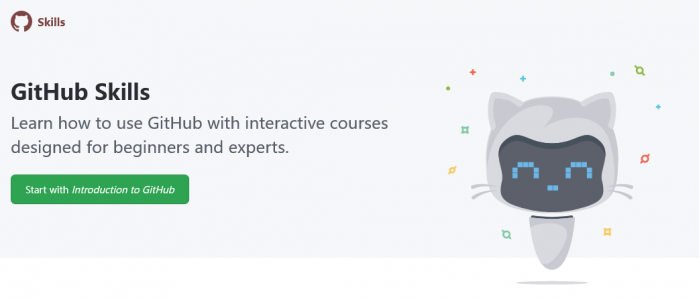 Skills
GitHub Skills
Learn how to use GitHub with interactive courses
designed for beginners and experts.
Start with Introduction to GitHub